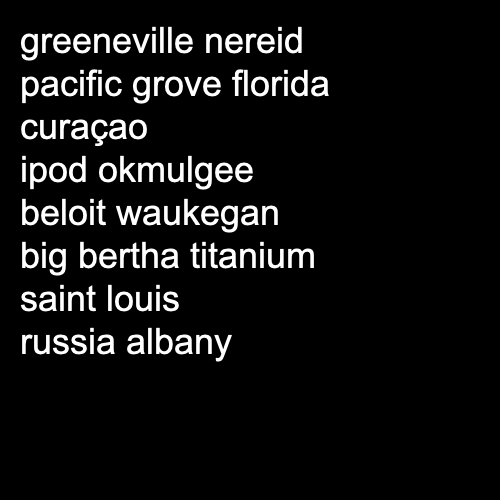 greeneville nereid
pacific grove florida
curaçao
ipod okmulgee
beloit waukegan
big bertha titanium
saint louis
russia albany